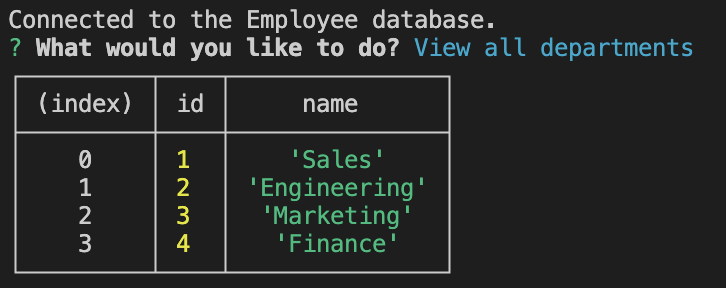 Connected to the Employee database.
? What would you like to do? View all departments
(index) id name
0 1 'Sales'
1 2 'Engineering'
2 3 'Marketing'
3 4 'Finance'